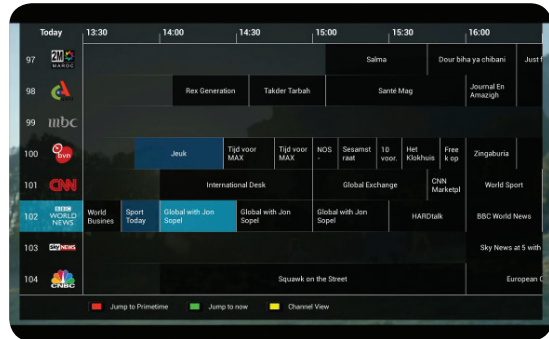 Today 13:30 14:00 14:30 15:00 15:30 16:00
97 2M MAROC Salma Dour biha ya chibani Just f
98 Rex Generation Takder Tarbah Santé Mag Journal En
Amazigh
99 mbc
100 bvn Jeuk Tijd voor Tijd voor NOS Sesamst 10 Het Free Zingaburia
MAX MAX - raat voor. Klokhuis k op
101 CNN International Desk Global Exchange CNN World Sport
Marketpl
102 BBC WORLD NEWS World Sport Global with Jon Global with Jon Global with Jon HARDtalk BBC World News
Busines Today Sopel Sopel Sopel
103 sky NEWS Sky News at 5 with
104 CNBC Squawk on the Street European C
Jump to Primetime Jump to now Channel View